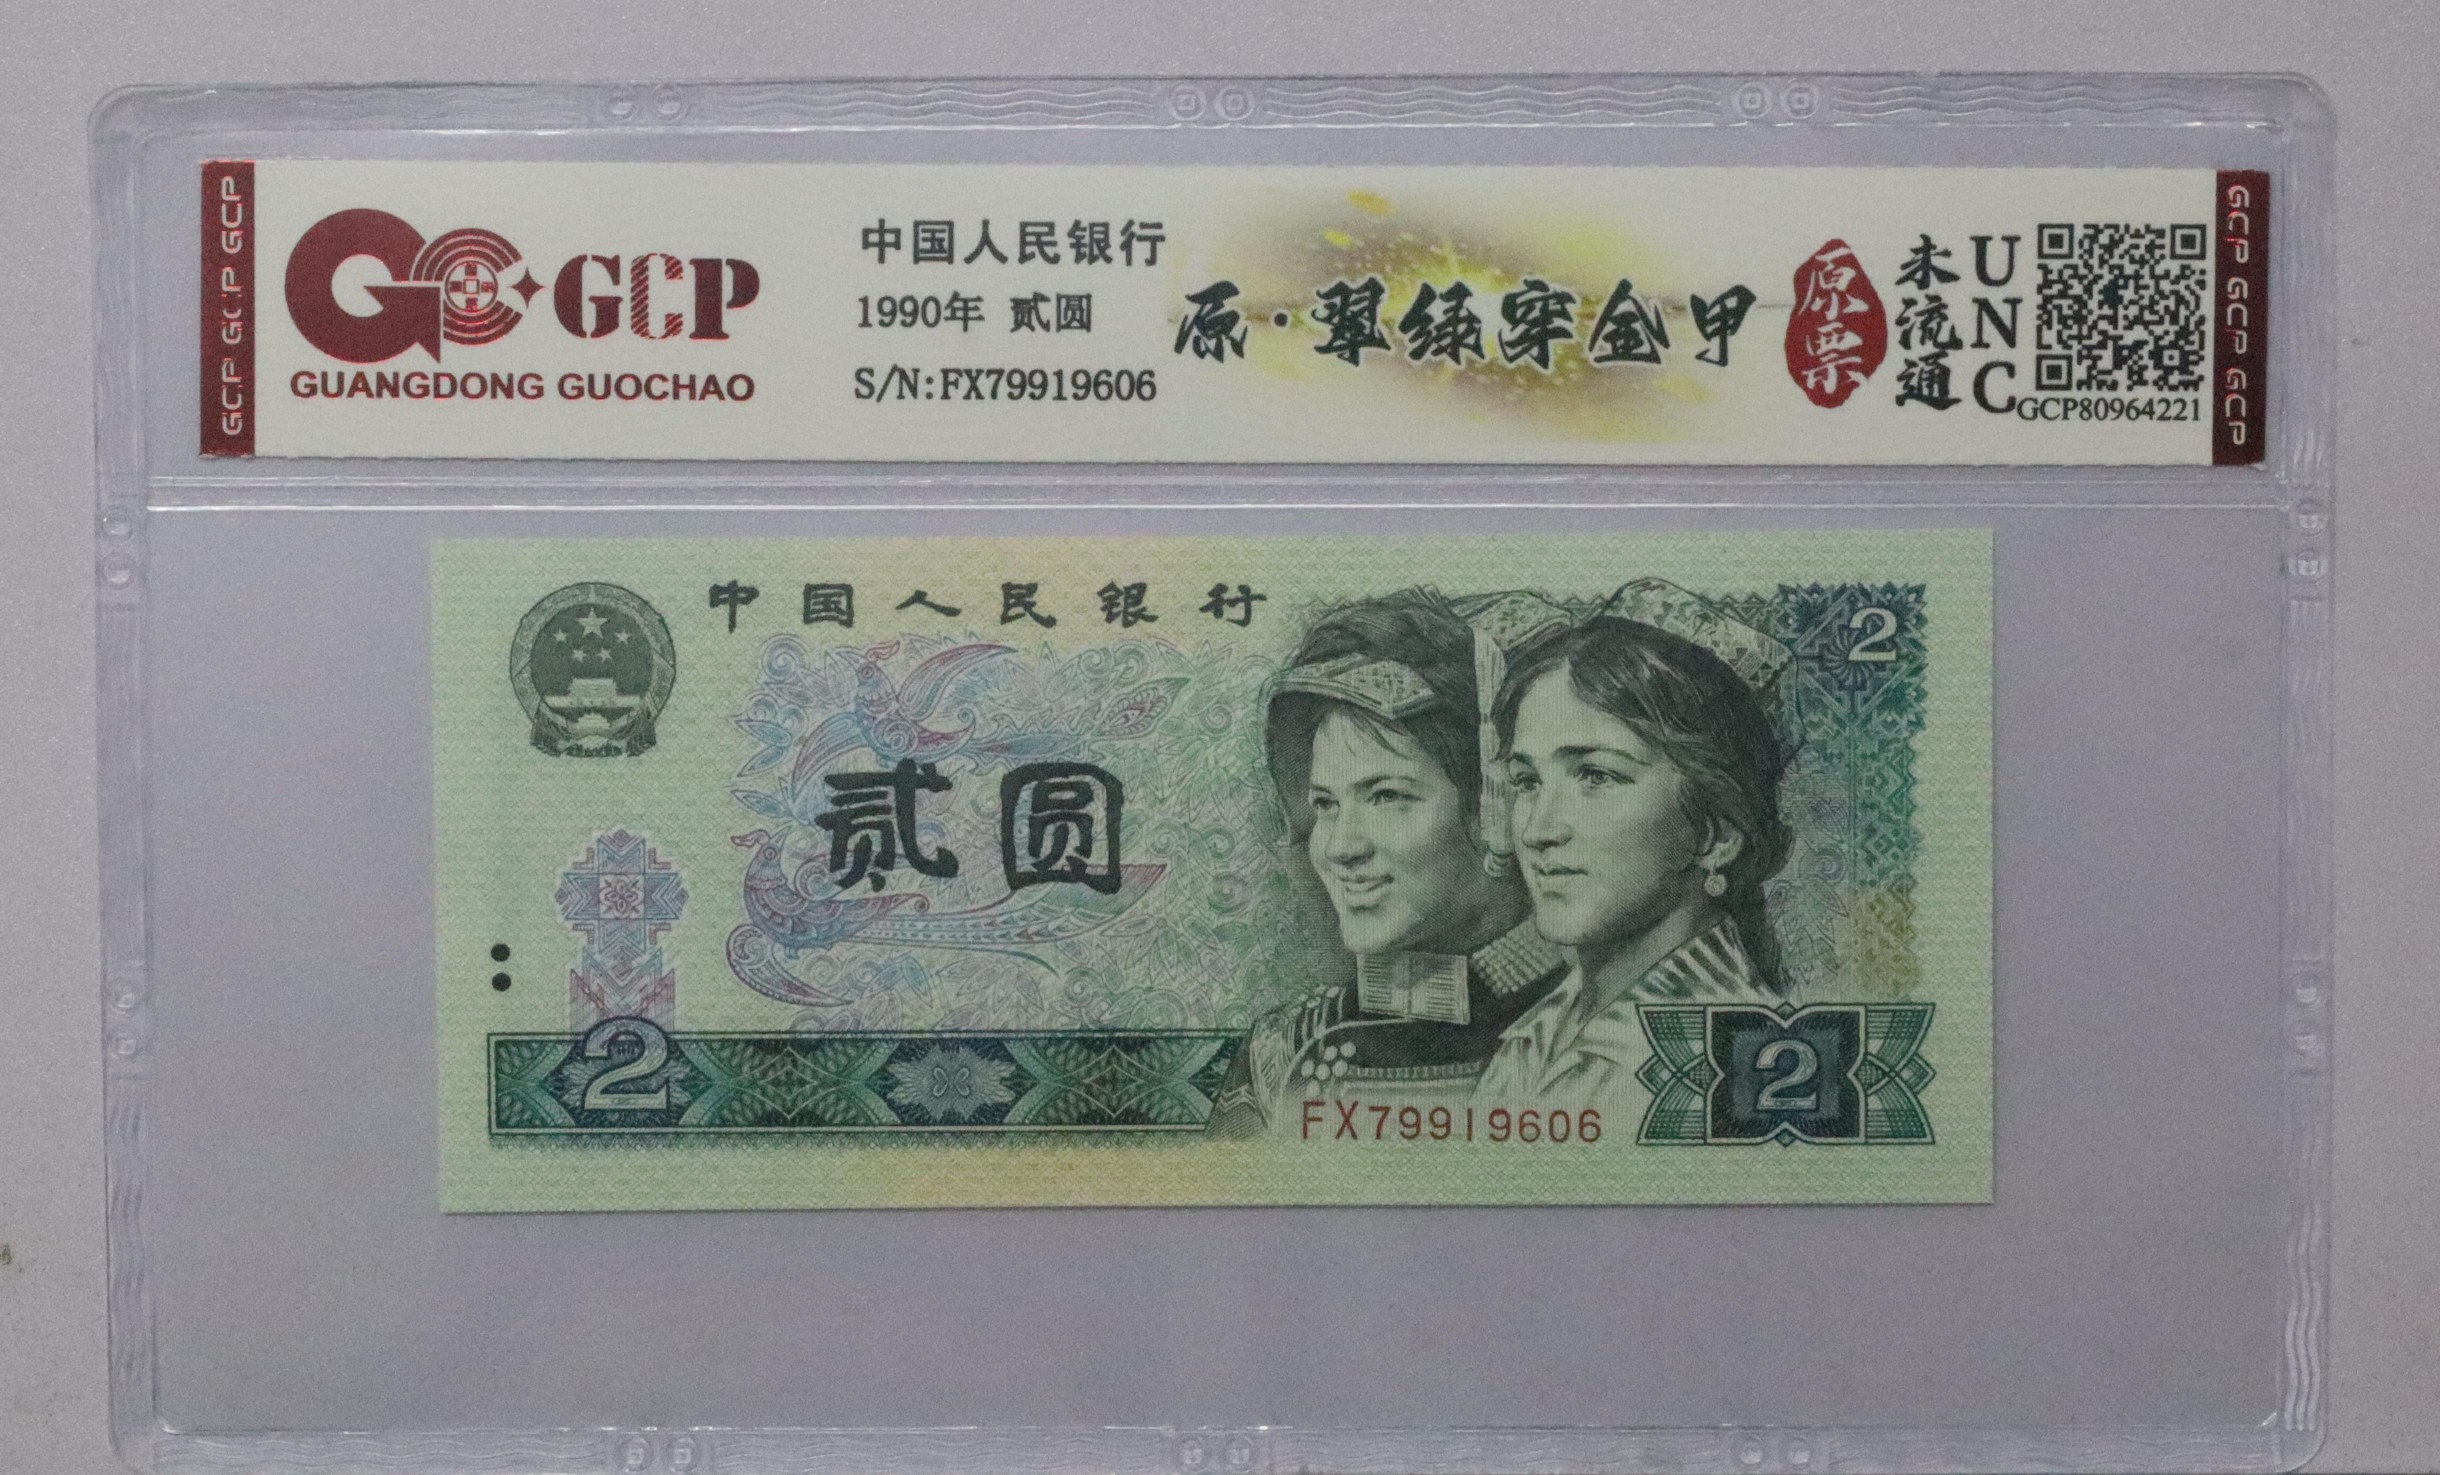 GCP GCP GCP
GCP
GUANGDONG GUOCHAO
中国人民银行
1990年 贰圆
S/N:FX79919606
原·翠绿穿金甲
原票
未流通
UNC
GCP80964221
GCP GCP GCP
中国人民银行
2
贰圆
2
2
FX79919606